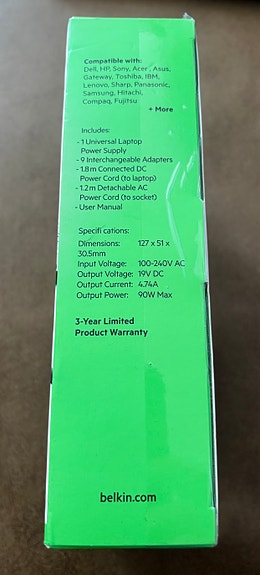 Compatible with:
Dell, HP, Sony, Acer , Asus,
Gateway, Toshiba, IBM,
Lenovo, Sharp, Panasonic,
Samsung, Hitachi,
Compaq, Fujitsu
+ More
Includes:
- 1 Universal Laptop
Power Supply
- 9 Interchangeable Adapters
- 1.8m Connected DC
Power Cord (to laptop)
- 1.2m Detachable AC
Power Cord (to socket)
- User Manual
Specifications:
Dimensions: 127 x 51 x
30.5mm
Input Voltage: 100-240V AC
Output Voltage: 19V DC
Output Current: 4.74A
Output Power: 90W Max
3-Year Limited
Product Warranty
belkin.com